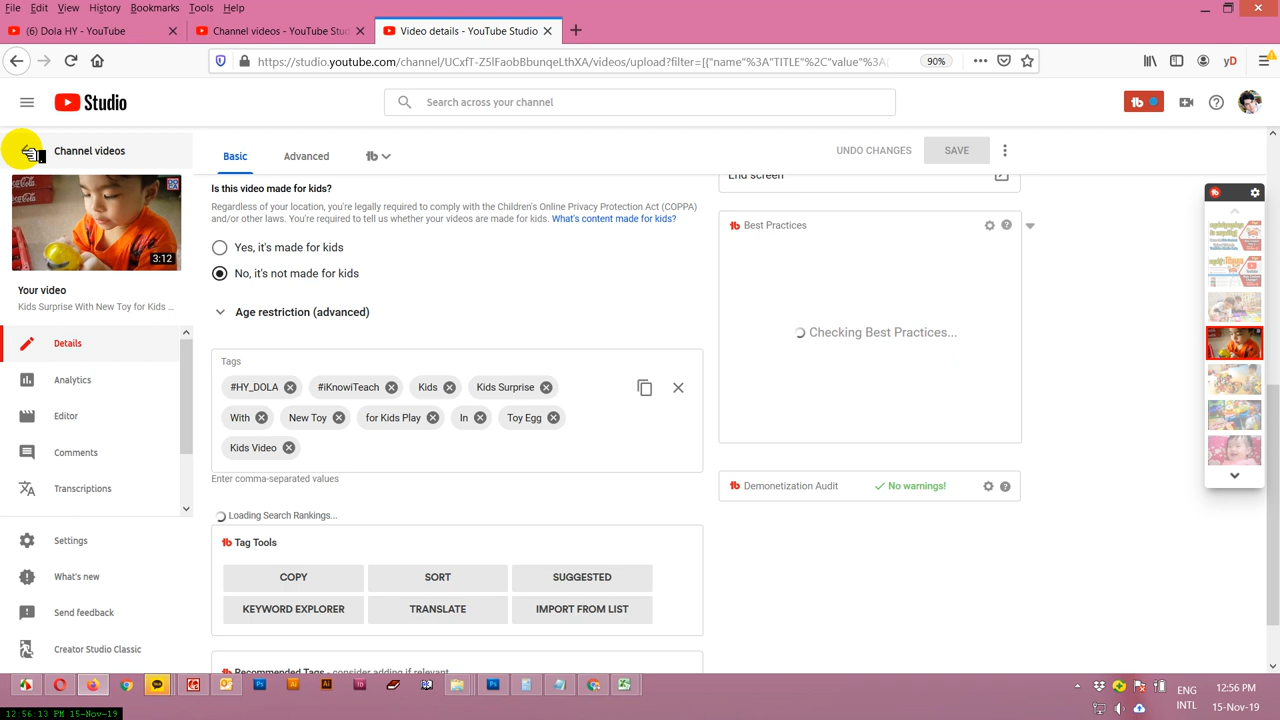 File Edit View History Bookmarks Tools Help
(6) Dola HY - YouTube
Channel videos - YouTube Stu
Video details - YouTube Studio
https://studio.youtube.com/channel/UCxfT-ZSlFaobBbunqeLthXA/videos/upload?filter=[{"name"%3A"TITLE"%2C"value"%3A
90%
yD
Studio
Search across your channel
Channel videos
Basic
Advanced
UNDO CHANGES
SAVE
3:12
Your video
Kids Surprise With New Toy for Kids ...
Details
Analytics
Editor
Comments
Transcriptions
Settings
What's new
Send feedback
Creator Studio Classic
Is this video made for kids?
Regardless of your location, you're legally required to comply with the Children's Online Privacy Protection Act (COPPA)
and/or other laws. You're required to tell us whether your videos are made for kids. What's content made for kids?
Yes, it's made for kids
No, it's not made for kids
Age restriction (advanced)
Tags
#HY_DOLA
#iKnowiTeach
Kids
Kids Surprise
With
New Toy
for Kids Play
In
Toy Egg
Kids Video
Enter comma-separated values
Loading Search Rankings...
Tag Tools
COPY
SORT
SUGGESTED
KEYWORD EXPLORER
TRANSLATE
IMPORT FROM LIST
Recommended Tags - consider adding if relevant
End screen
Best Practices
Checking Best Practices...
Demonetization Audit
No warnings!
ENG
INTL
12:56 PM
15-Nov-19
12:56:13 PM 15-Nov-19